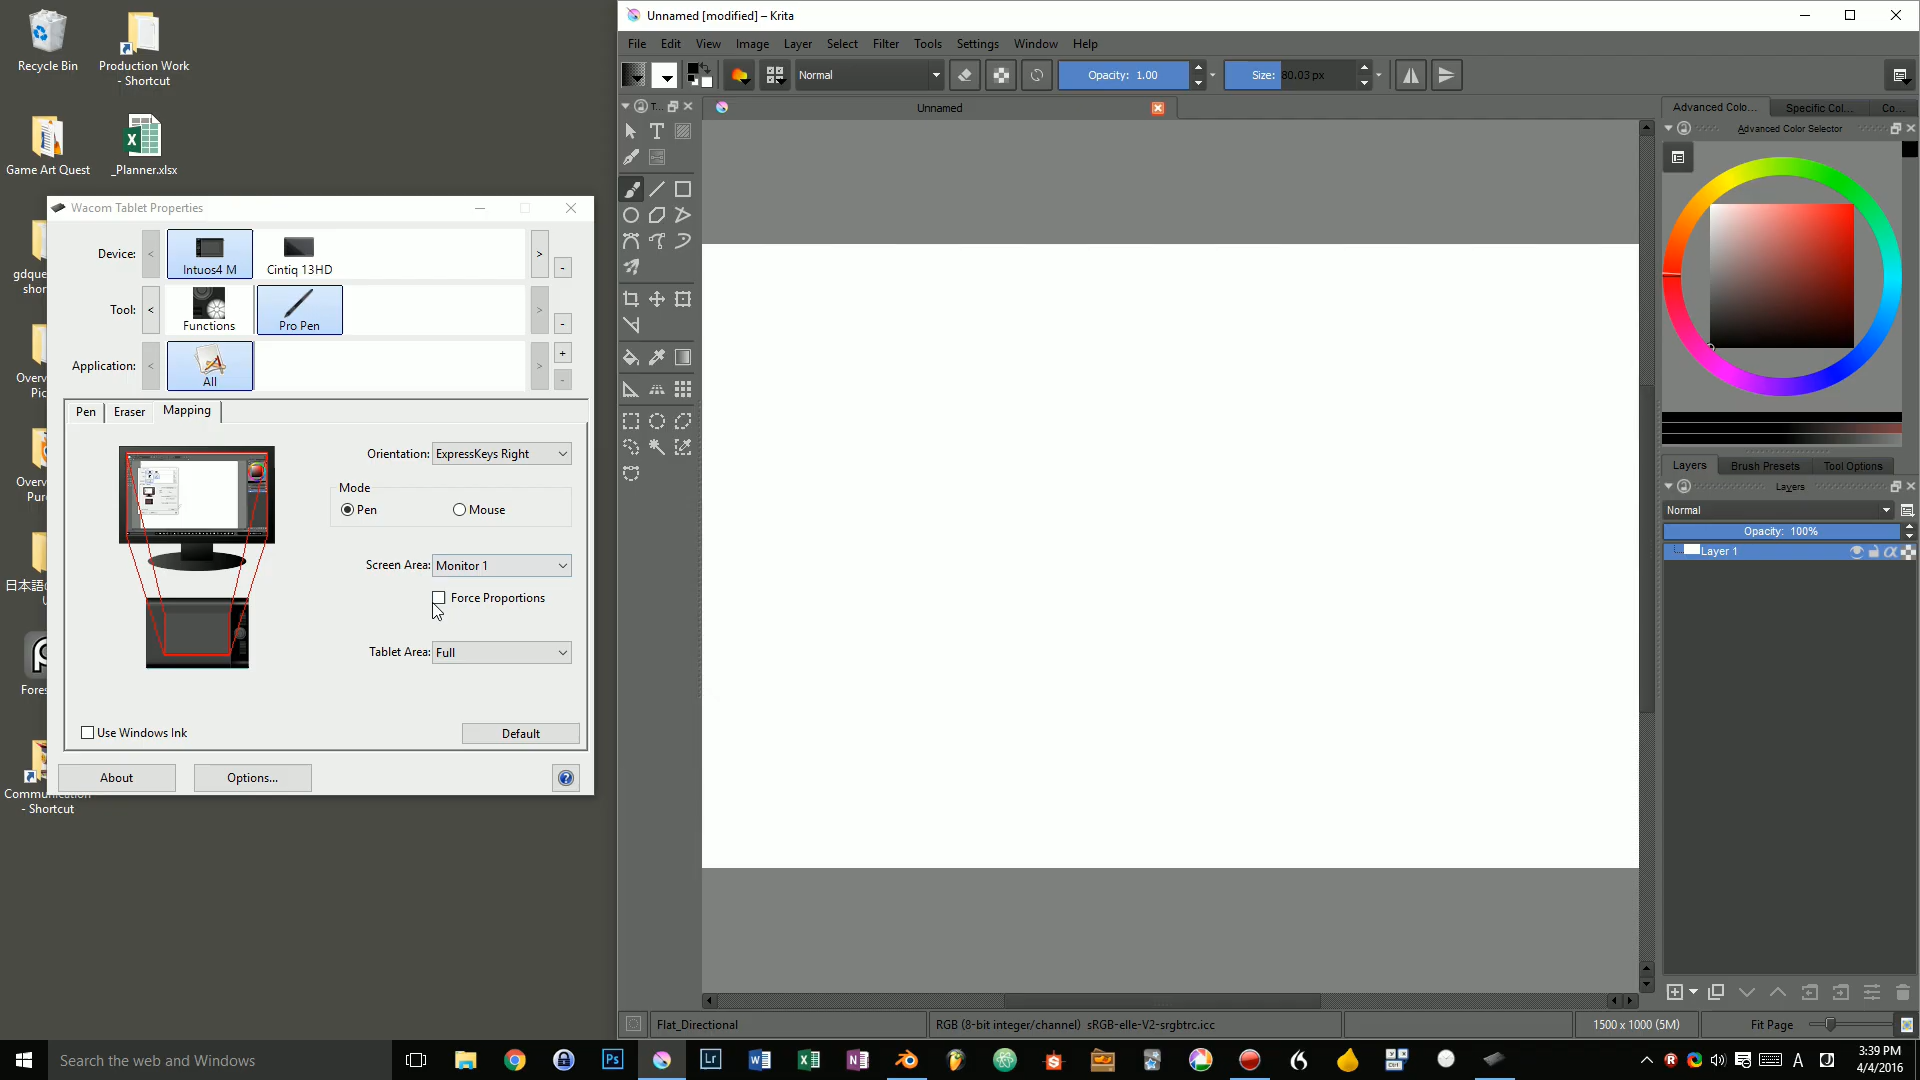 Recycle Bin
Production Work
- Shortcut
Game Art Quest
_Planner.xlsx
gdque
shor
Over
Pic
Over
Pur
日本語
Fores
Comm
- Shortcut
Wacom Tablet Properties
Device:
<
Intuos4 M
Cintiq 13HD
>
-
Tool:
<
Functions
Pro Pen
>
-
Application:
<
All
>
+
-
Pen
Eraser
Mapping
Orientation:
ExpressKeys Right
Mode
Pen
Mouse
Screen Area:
Monitor 1
Force Proportions
Tablet Area:
Full
Use Windows Ink
Default
About
Options...
?
Unnamed [modified] – Krita
File
Edit
View
Image
Layer
Select
Filter
Tools
Settings
Window
Help
Normal
Opacity: 1.00
Size: 80.03 px
T...
Unnamed
Advanced Colo...
Specific Col...
Co...
Advanced Color Selector
Layers
Brush Presets
Tool Options
Layers
Normal
Opacity: 100%
Layer 1
Flat_Directional
RGB (8-bit integer/channel) sRGB-elle-V2-srgbtrc.icc
1500 x 1000 (5M)
Fit Page
Search the web and Windows
Ps
Lr
A
J
3:39 PM
4/4/2016